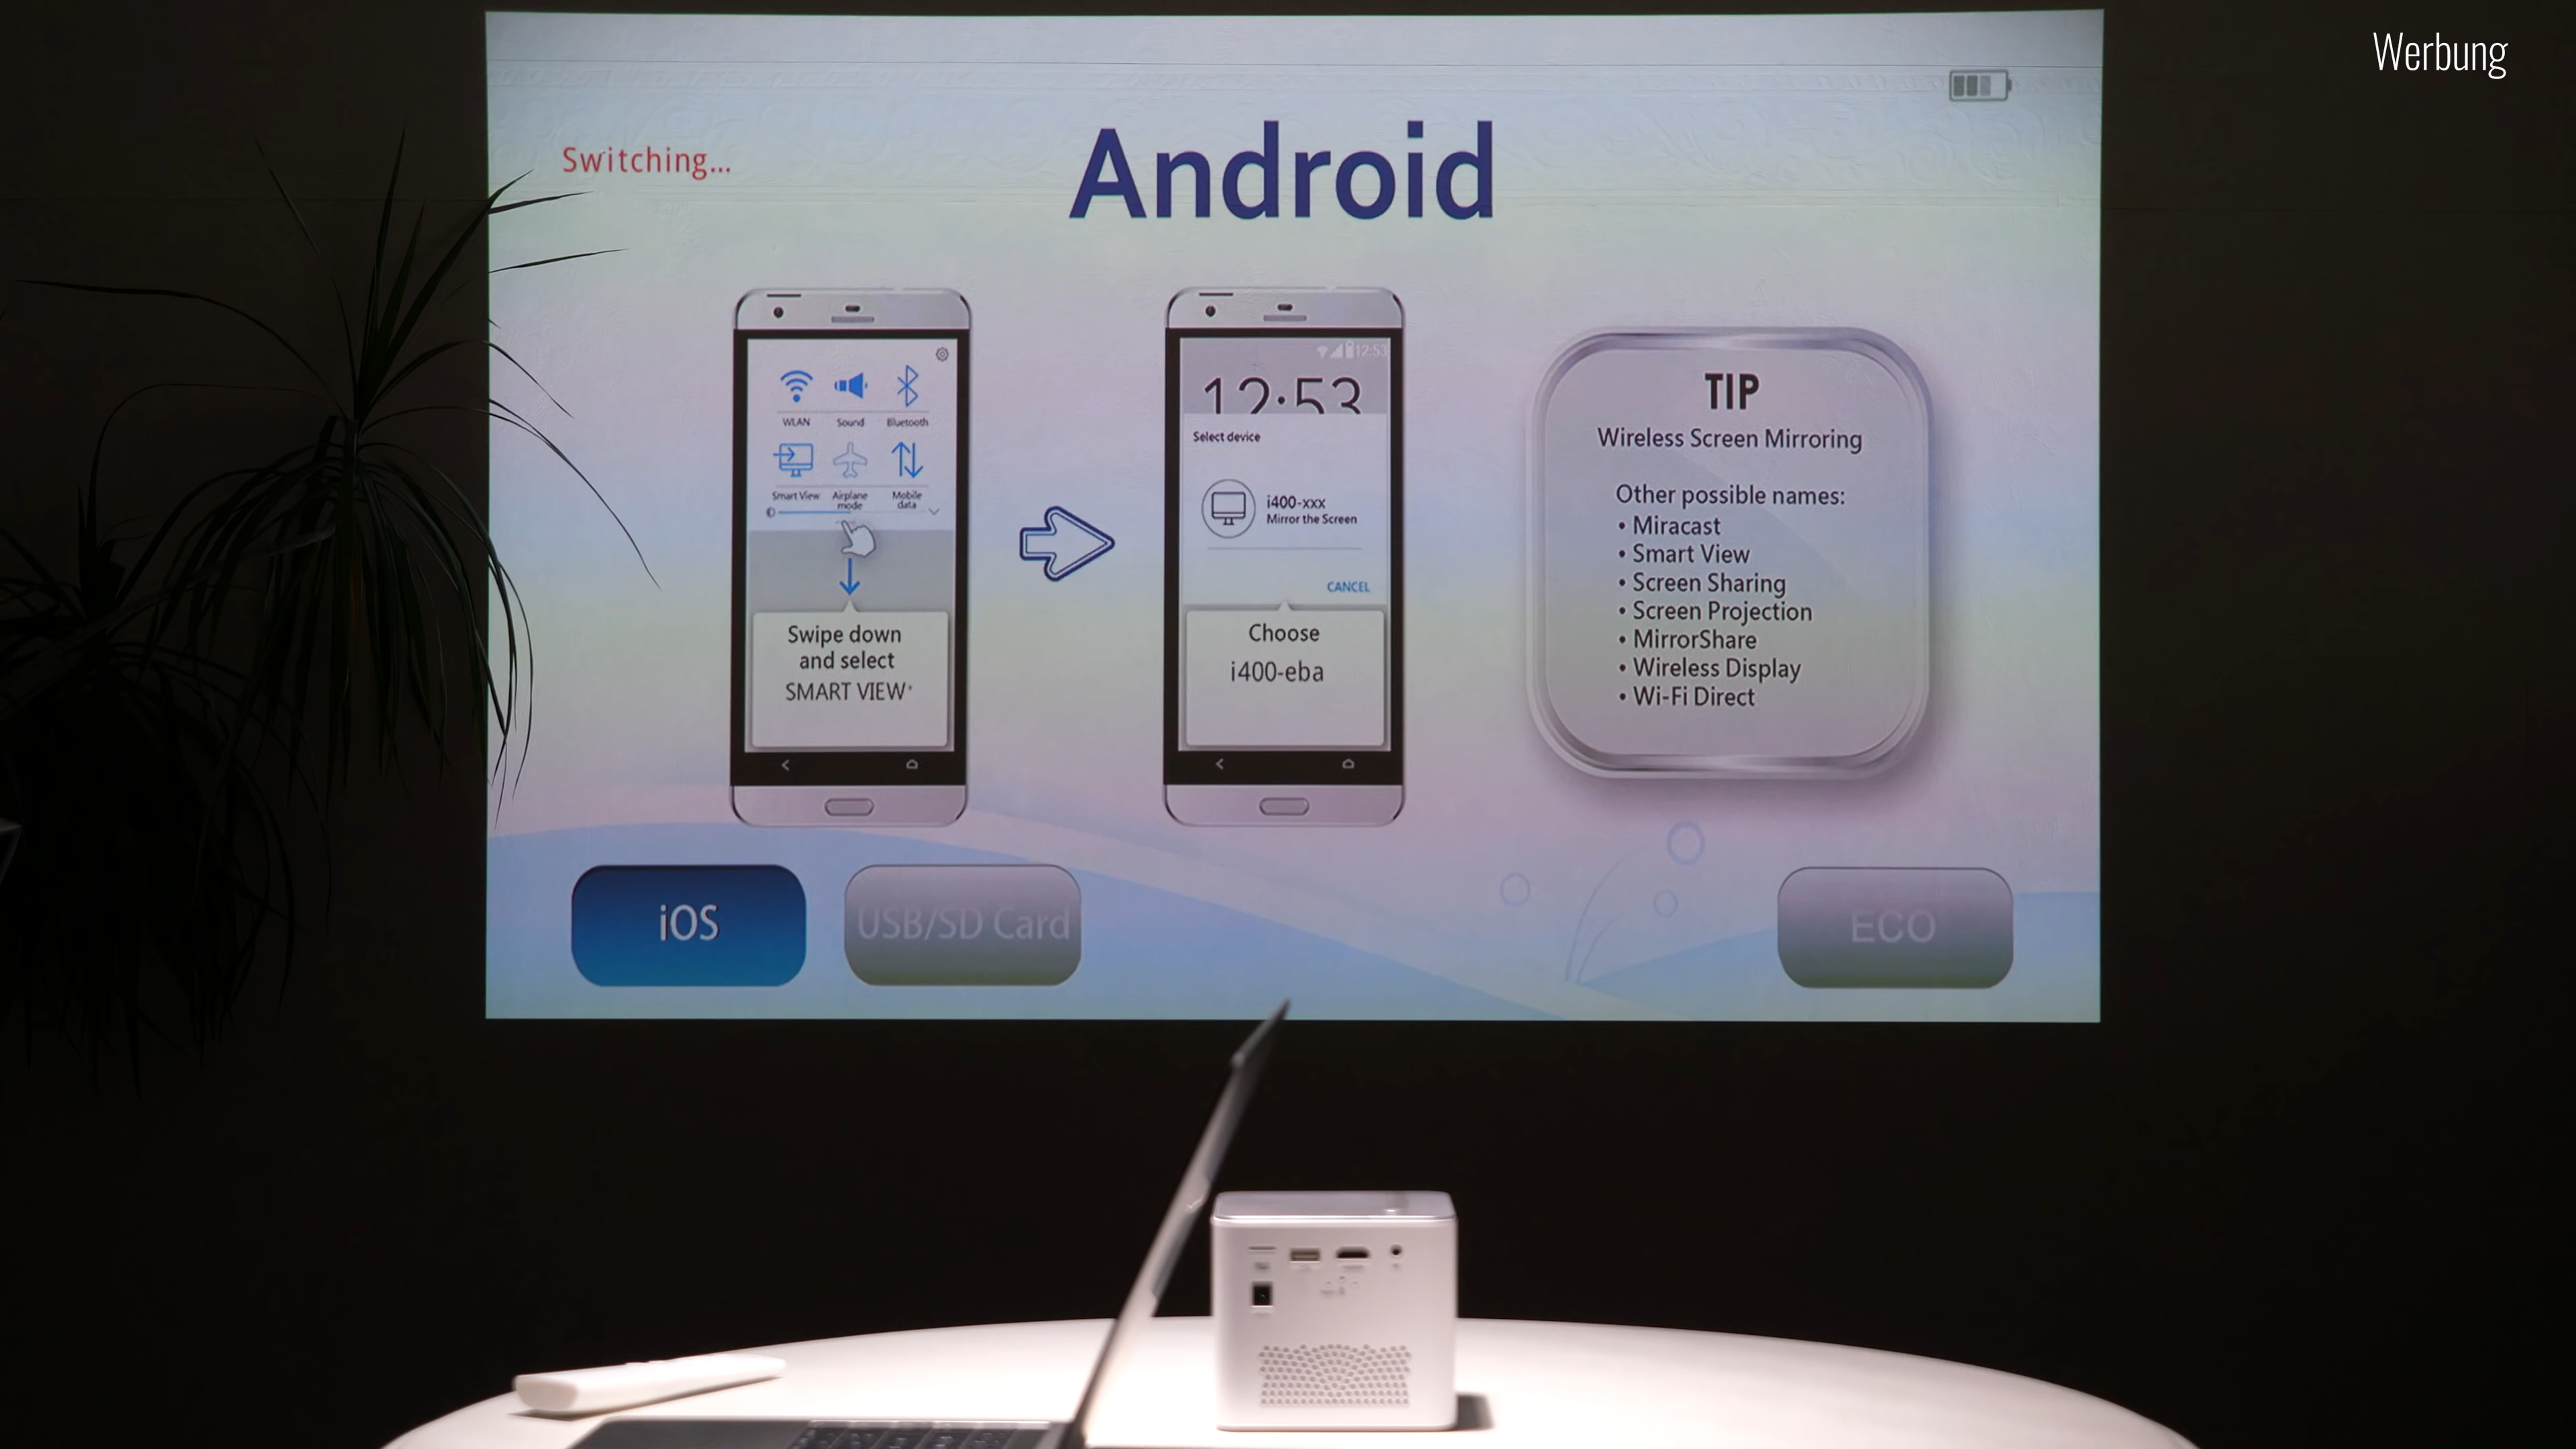 Werbung
Switching...
Android
WLAN
Sound
Bluetooth
Smart View
Airplane
mode
Mobile
data
Swipe down
and select
SMART VIEW*
12:53
12:53
Select device
i400-xxx
Mirror the Screen
CANCEL
Choose
i400-eba
TIP
Wireless Screen Mirroring
Other possible names:
• Miracast
• Smart View
• Screen Sharing
• Screen Projection
• MirrorShare
• Wireless Display
• Wi-Fi Direct
iOS
USB/SD Card
ECO